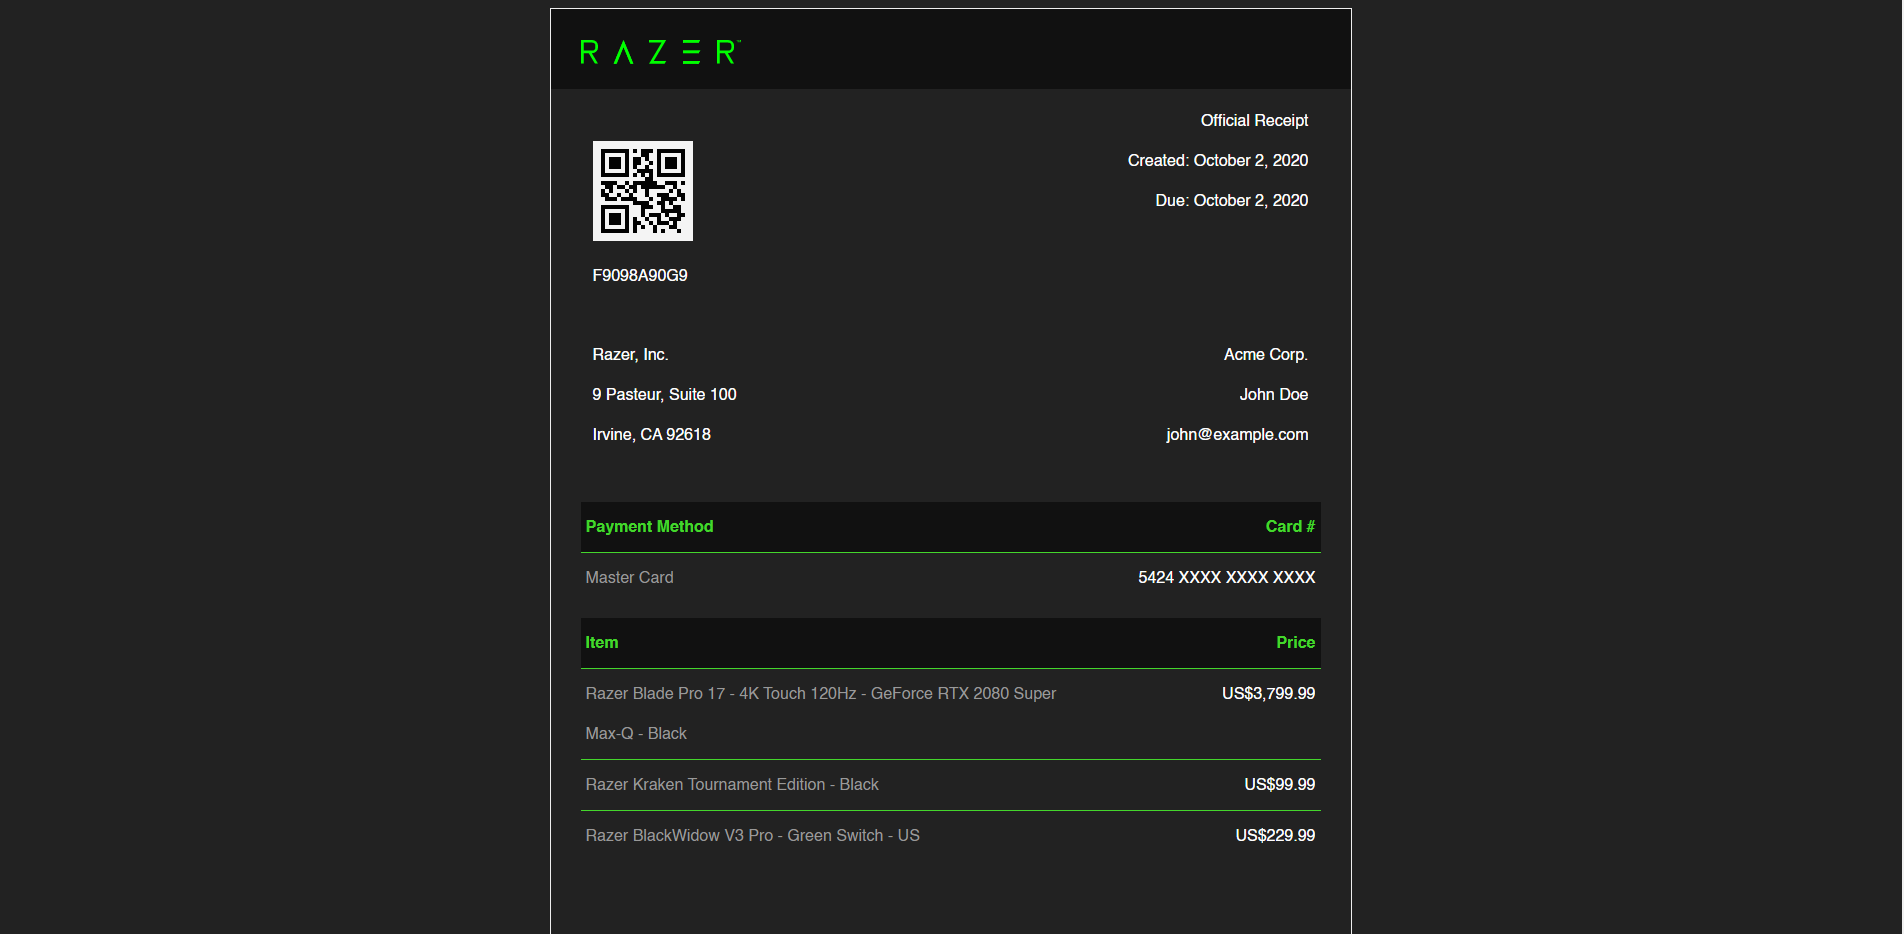 RAZER™
Official Receipt
Created: October 2, 2020
Due: October 2, 2020
F9098A90G9
Razer, Inc.
9 Pasteur, Suite 100
Irvine, CA 92618
Acme Corp.
John Doe
john@example.com
Payment Method Card #
Master Card 5424 XXXX XXXX XXXX
Item Price
Razer Blade Pro 17 - 4K Touch 120Hz - GeForce RTX 2080 Super US$3,799.99
Max-Q - Black
Razer Kraken Tournament Edition - Black US$99.99
Razer BlackWidow V3 Pro - Green Switch - US US$229.99